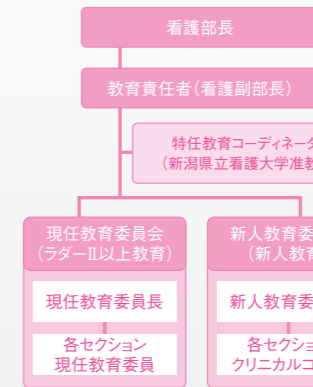 看護部長
教育責任者（看護副部長）
特任教育コーディネータ
（新潟県立看護大学准教
現任教育委員会
（ラダーⅡ以上教育）
現任教育委員長
各セクション
現任教育委員
新人教育委
（新人教育
新人教育委
各セクショ
クリニカルコ